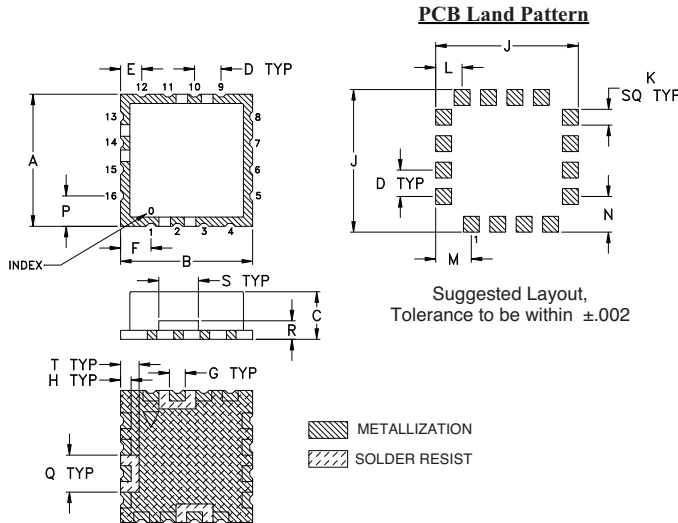 PCB Land Pattern
E
D TYP
12 11 10 9
13
14
15
16
8
7
6
5
A
P
0
1 2 3 4
F
B
INDEX
J
L
K
SQ TYP
J
D TYP
N
M
1
Suggested Layout,
Tolerance to be within ±.002
S TYP
R
C
T TYP
H TYP
G TYP
Q TYP
METALLIZATION
SOLDER RESIST